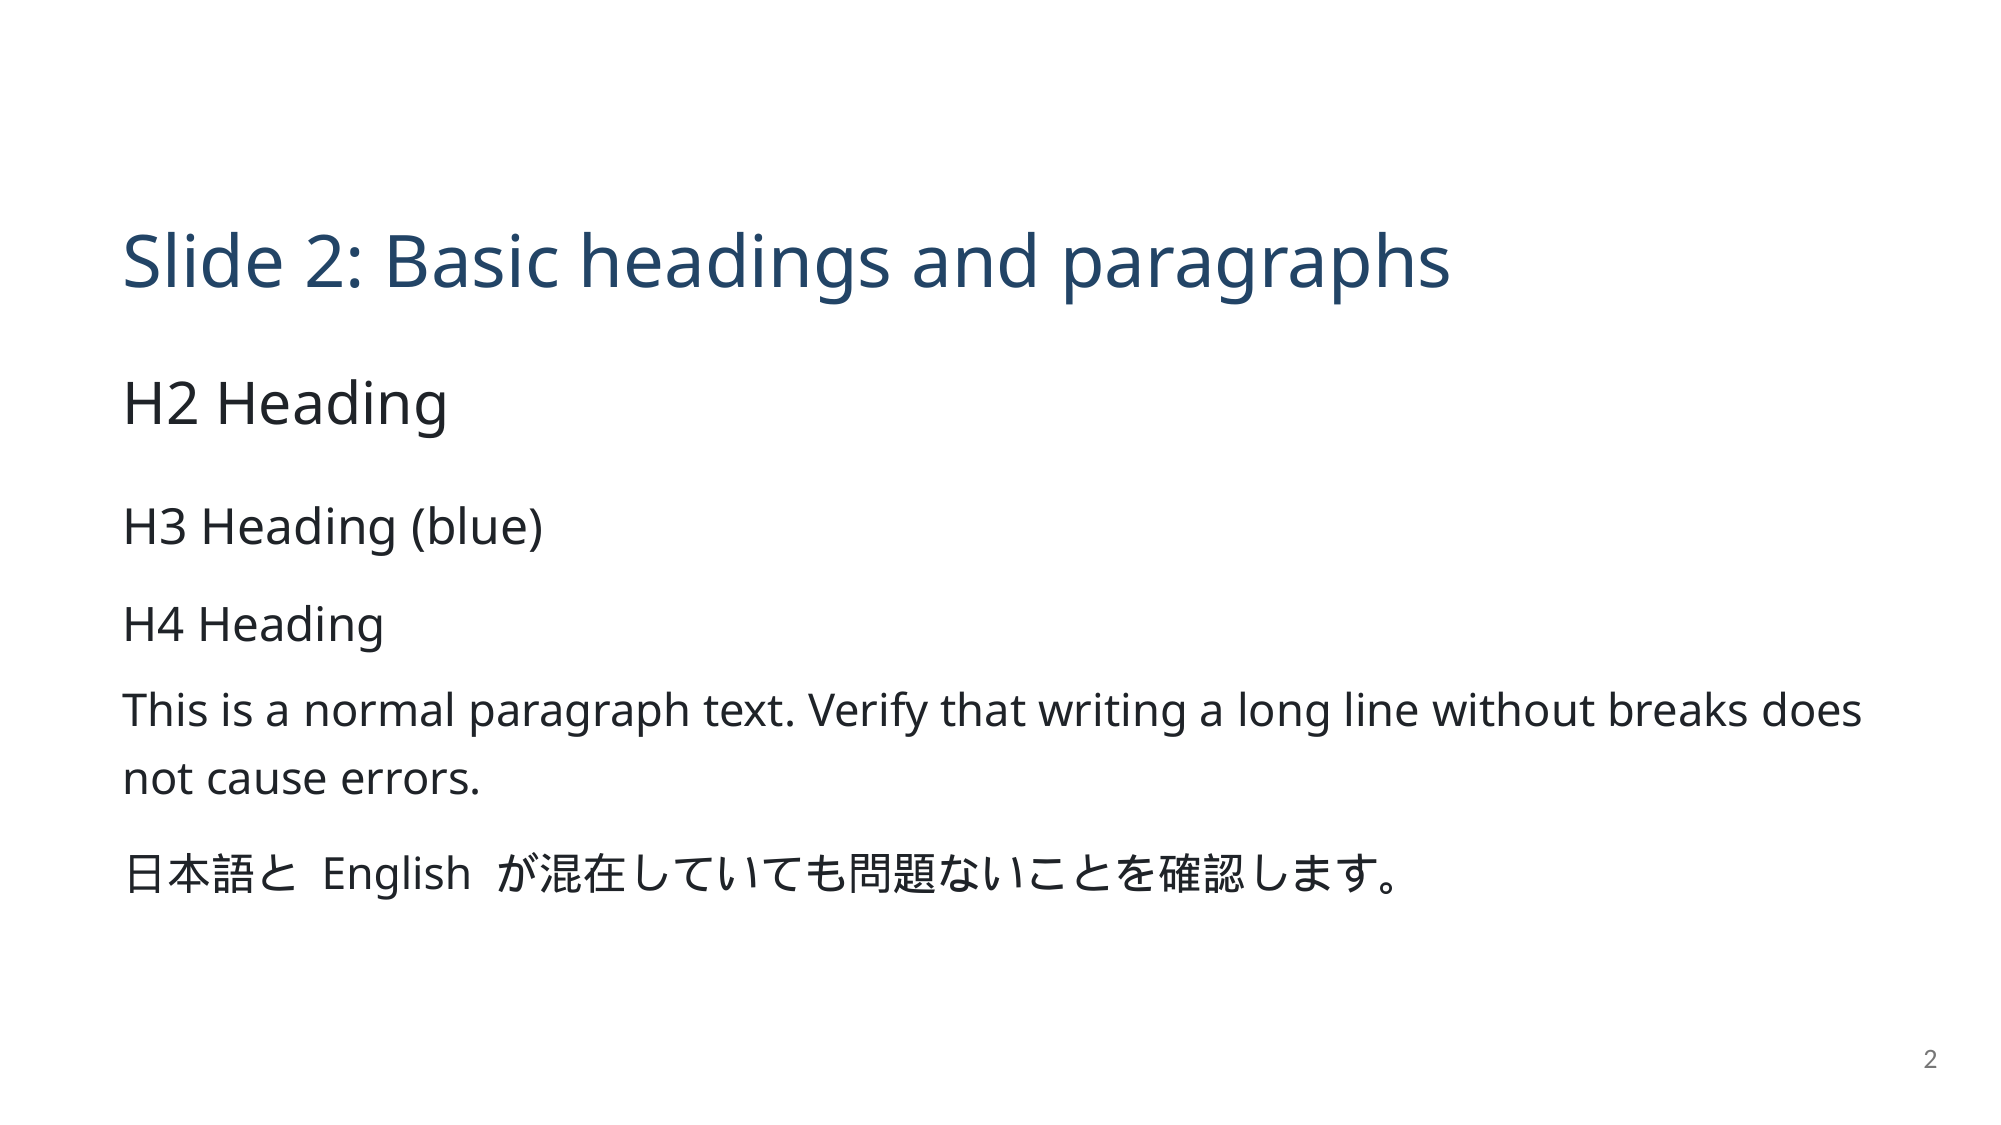 Slide 2: Basic headings and paragraphs
H2 Heading
H3 Heading (blue)
H4 Heading
This is a normal paragraph text. Verify that writing a long line without breaks does
not cause errors.
日本語と English が混在していても問題ないことを確認します。
2